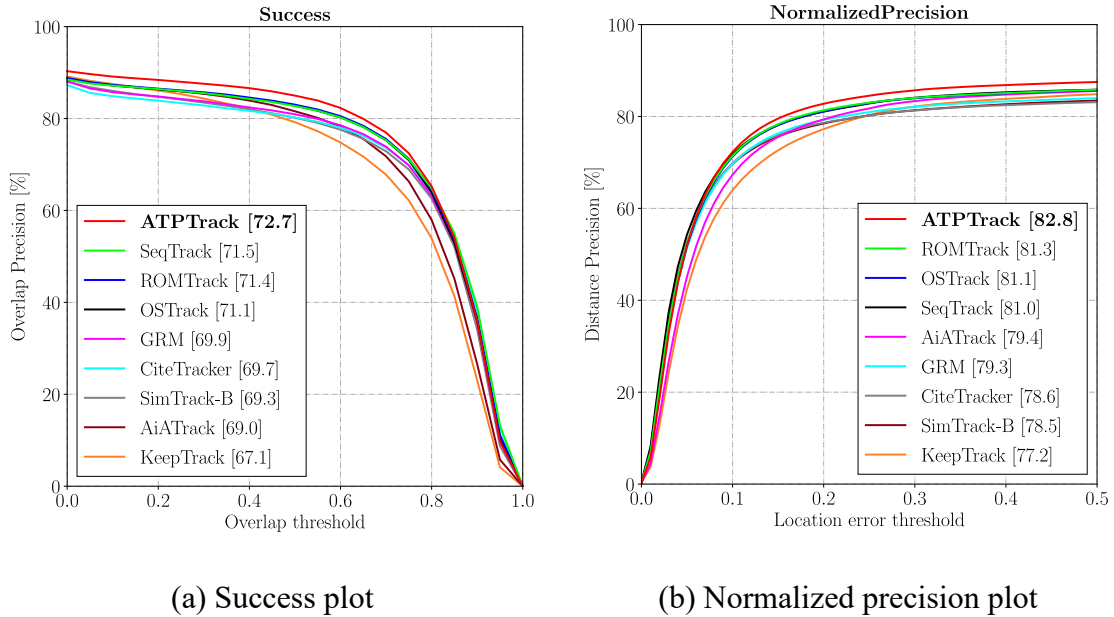 Success
100
80
60
40
20
0
0.0 0.2 0.4 0.6 0.8 1.0
Overlap Precision [%]
Overlap threshold
ATPTrack [72.7]
SeqTrack [71.5]
ROMTrack [71.4]
OSTrack [71.1]
GRM [69.9]
CiteTracker [69.7]
SimTrack-B [69.3]
AiATrack [69.0]
KeepTrack [67.1]
(a) Success plot
NormalizedPrecision
100
80
60
40
20
0
0.0 0.1 0.2 0.3 0.4 0.5
Distance Precision [%]
Location error threshold
ATPTrack [82.8]
ROMTrack [81.3]
OSTrack [81.1]
SeqTrack [81.0]
AiATrack [79.4]
GRM [79.3]
CiteTracker [78.6]
SimTrack-B [78.5]
KeepTrack [77.2]
(b) Normalized precision plot